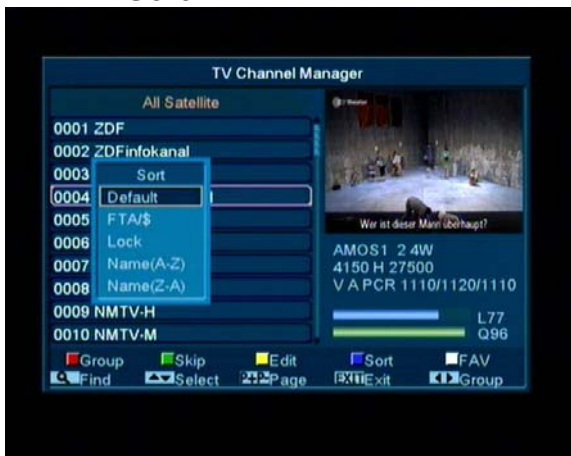 TV Channel Manager
All Satellite
0001 ZDF
0002 ZDFinfokanal
0003
0004
0005
0006
0007
0008
0009 NMTV-H
0010 NMTV-M
Sort
Default
FTA/$
Lock
Name(A-Z)
Name(Z-A)
Wer ist dieser Mann überhaupt?
AMOS1 2 4W
4150 H 27500
V A PCR 1110/1120/1110
L77
Q96
Group Skip Edit Sort FAV
Find Select P+P- Page EXIT Exit Group